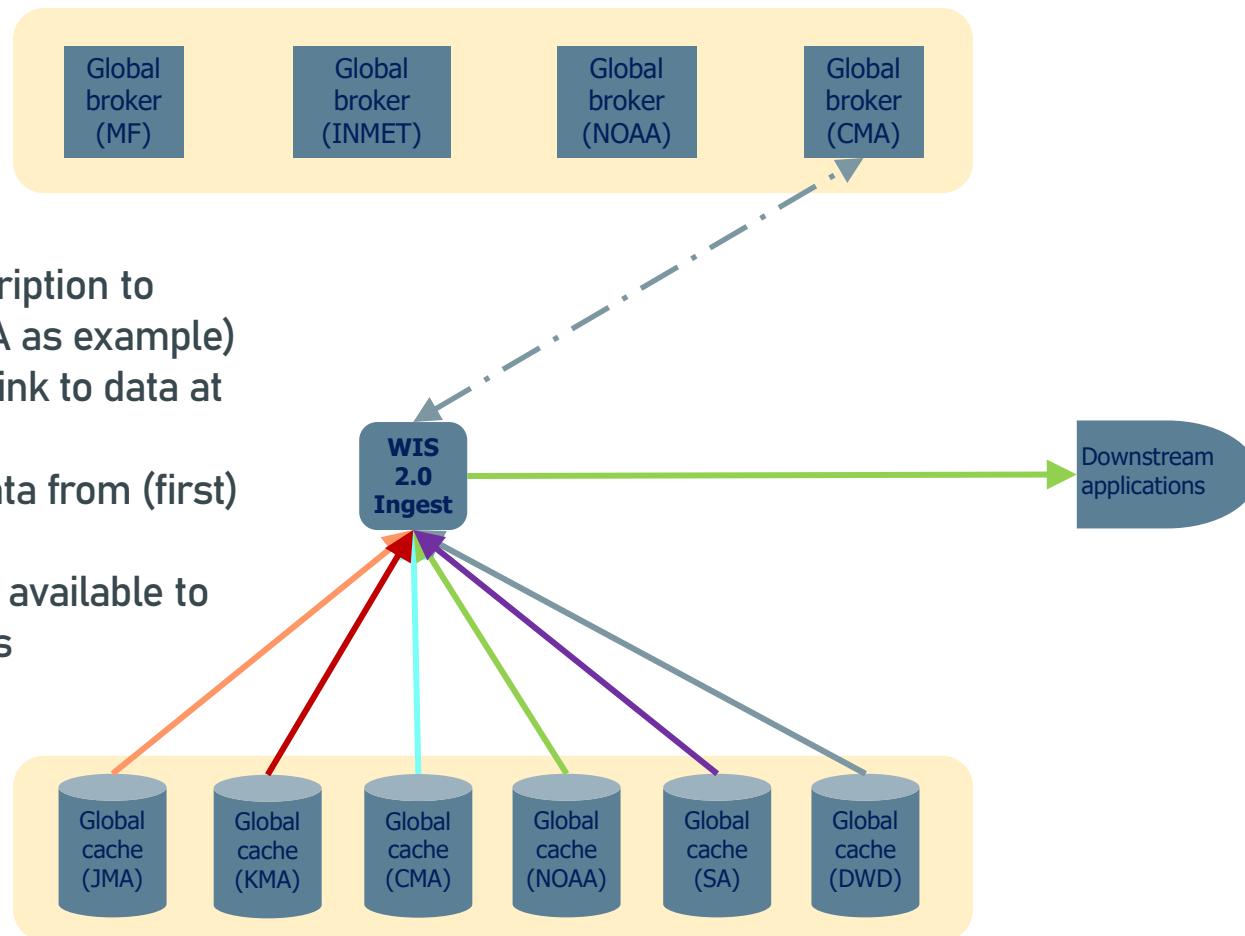 Global
broker
(MF)
Global
broker
(INMET)
Global
broker
(NOAA)
Global
broker
(CMA)
ription to
A as example)
ink to data at
ta from (first)
available to
s
WIS
2.0
Ingest
Downstream
applications
Global
cache
(JMA)
Global
cache
(KMA)
Global
cache
(CMA)
Global
cache
(NOAA)
Global
cache
(SA)
Global
cache
(DWD)